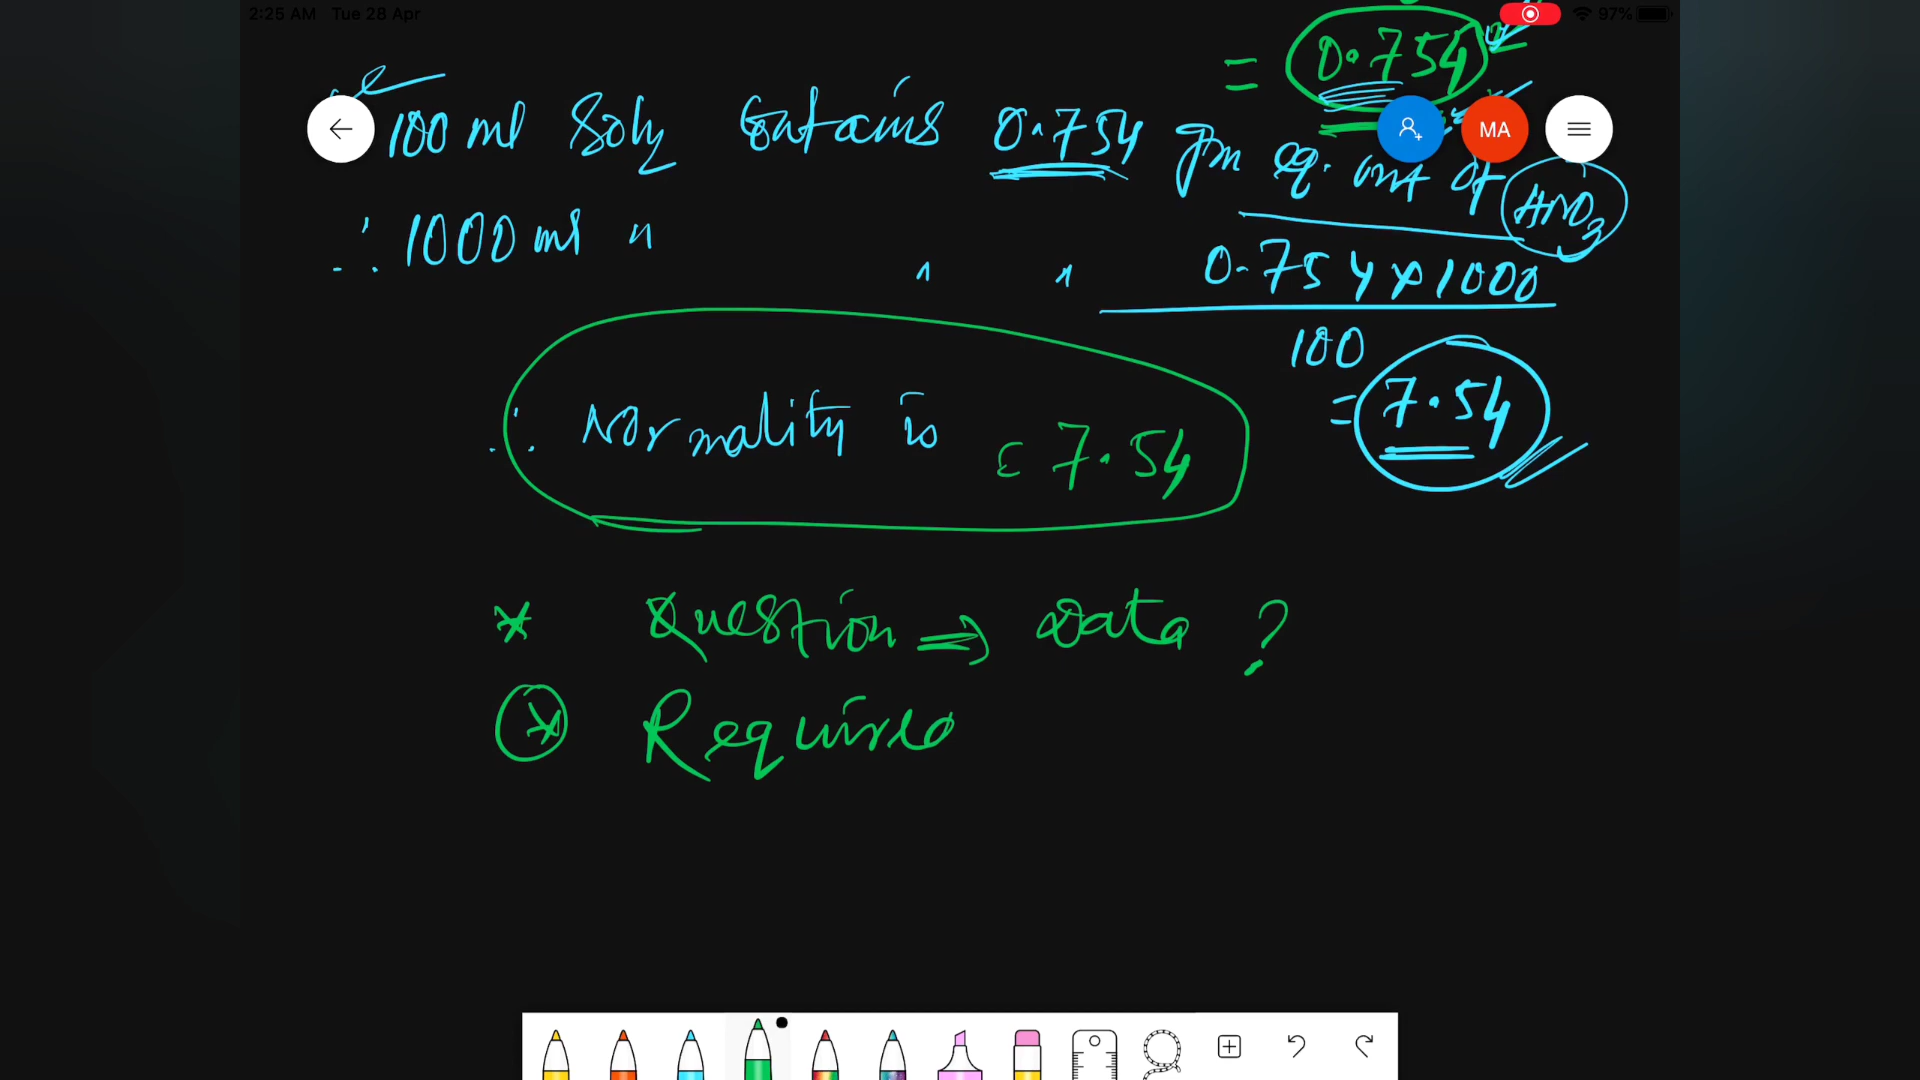 2:25 AM Tue 28 Apr 97%
= 0.754
100 ml Soln Contains 0.754 gm eq. wt of HNO3
MA
∴ 1000 ml " " " 0.754 x 1000
100
= 7.54
∴ Normality is = 7.54
* Question ⇒ Data ?
* Required